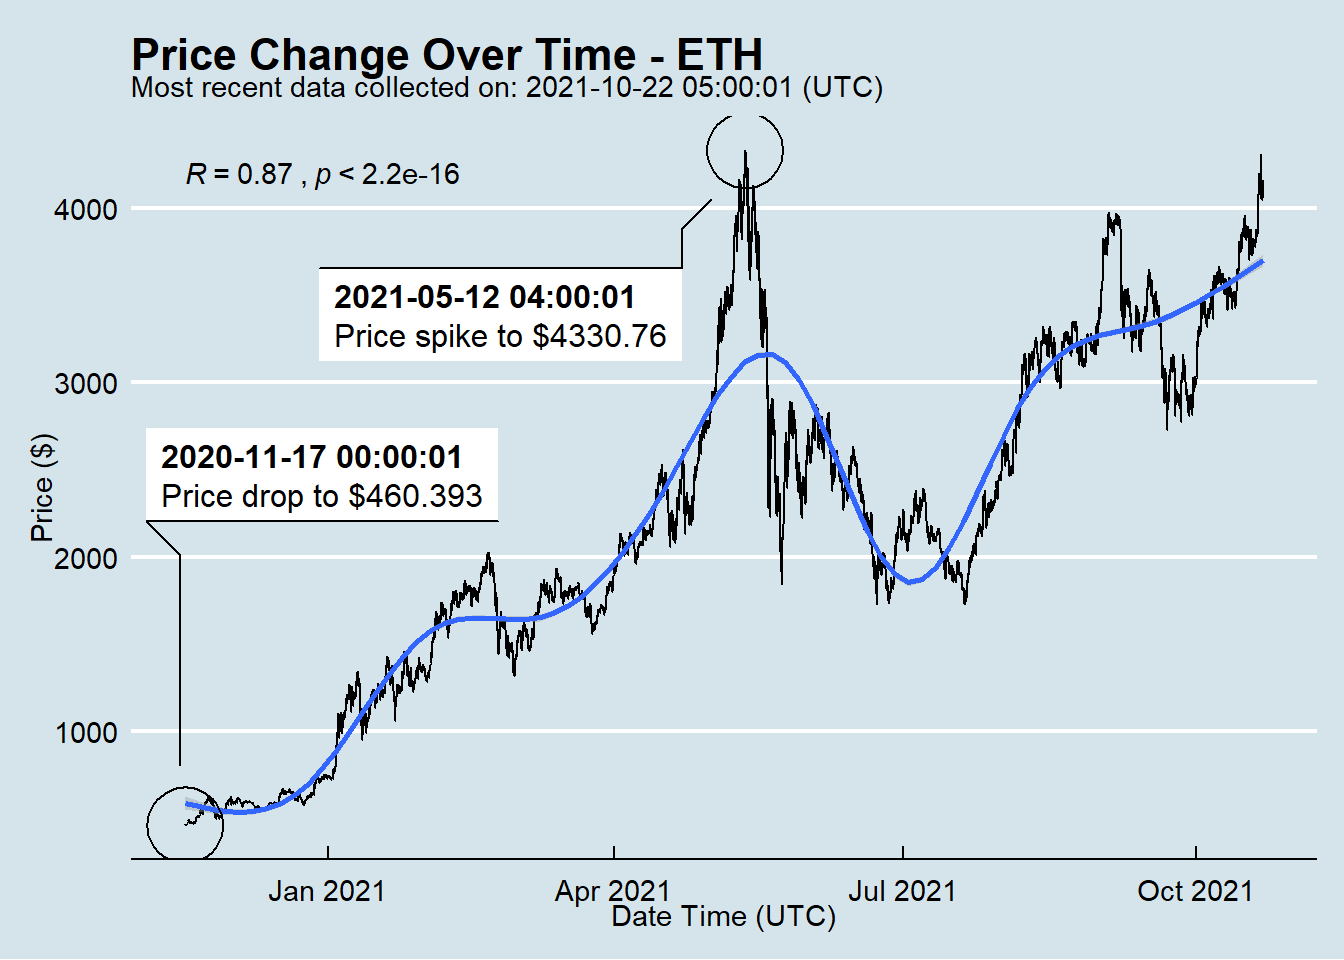 Price Change Over Time - ETH
Most recent data collected on: 2021-10-22 05:00:01 (UTC)
R = 0.87 , p < 2.2e-16
4000
2021-05-12 04:00:01
Price spike to $4330.76
3000
2020-11-17 00:00:01
Price drop to $460.393
Price ($)
2000
1000
Jan 2021 Apr 2021 Jul 2021 Oct 2021
Date Time (UTC)